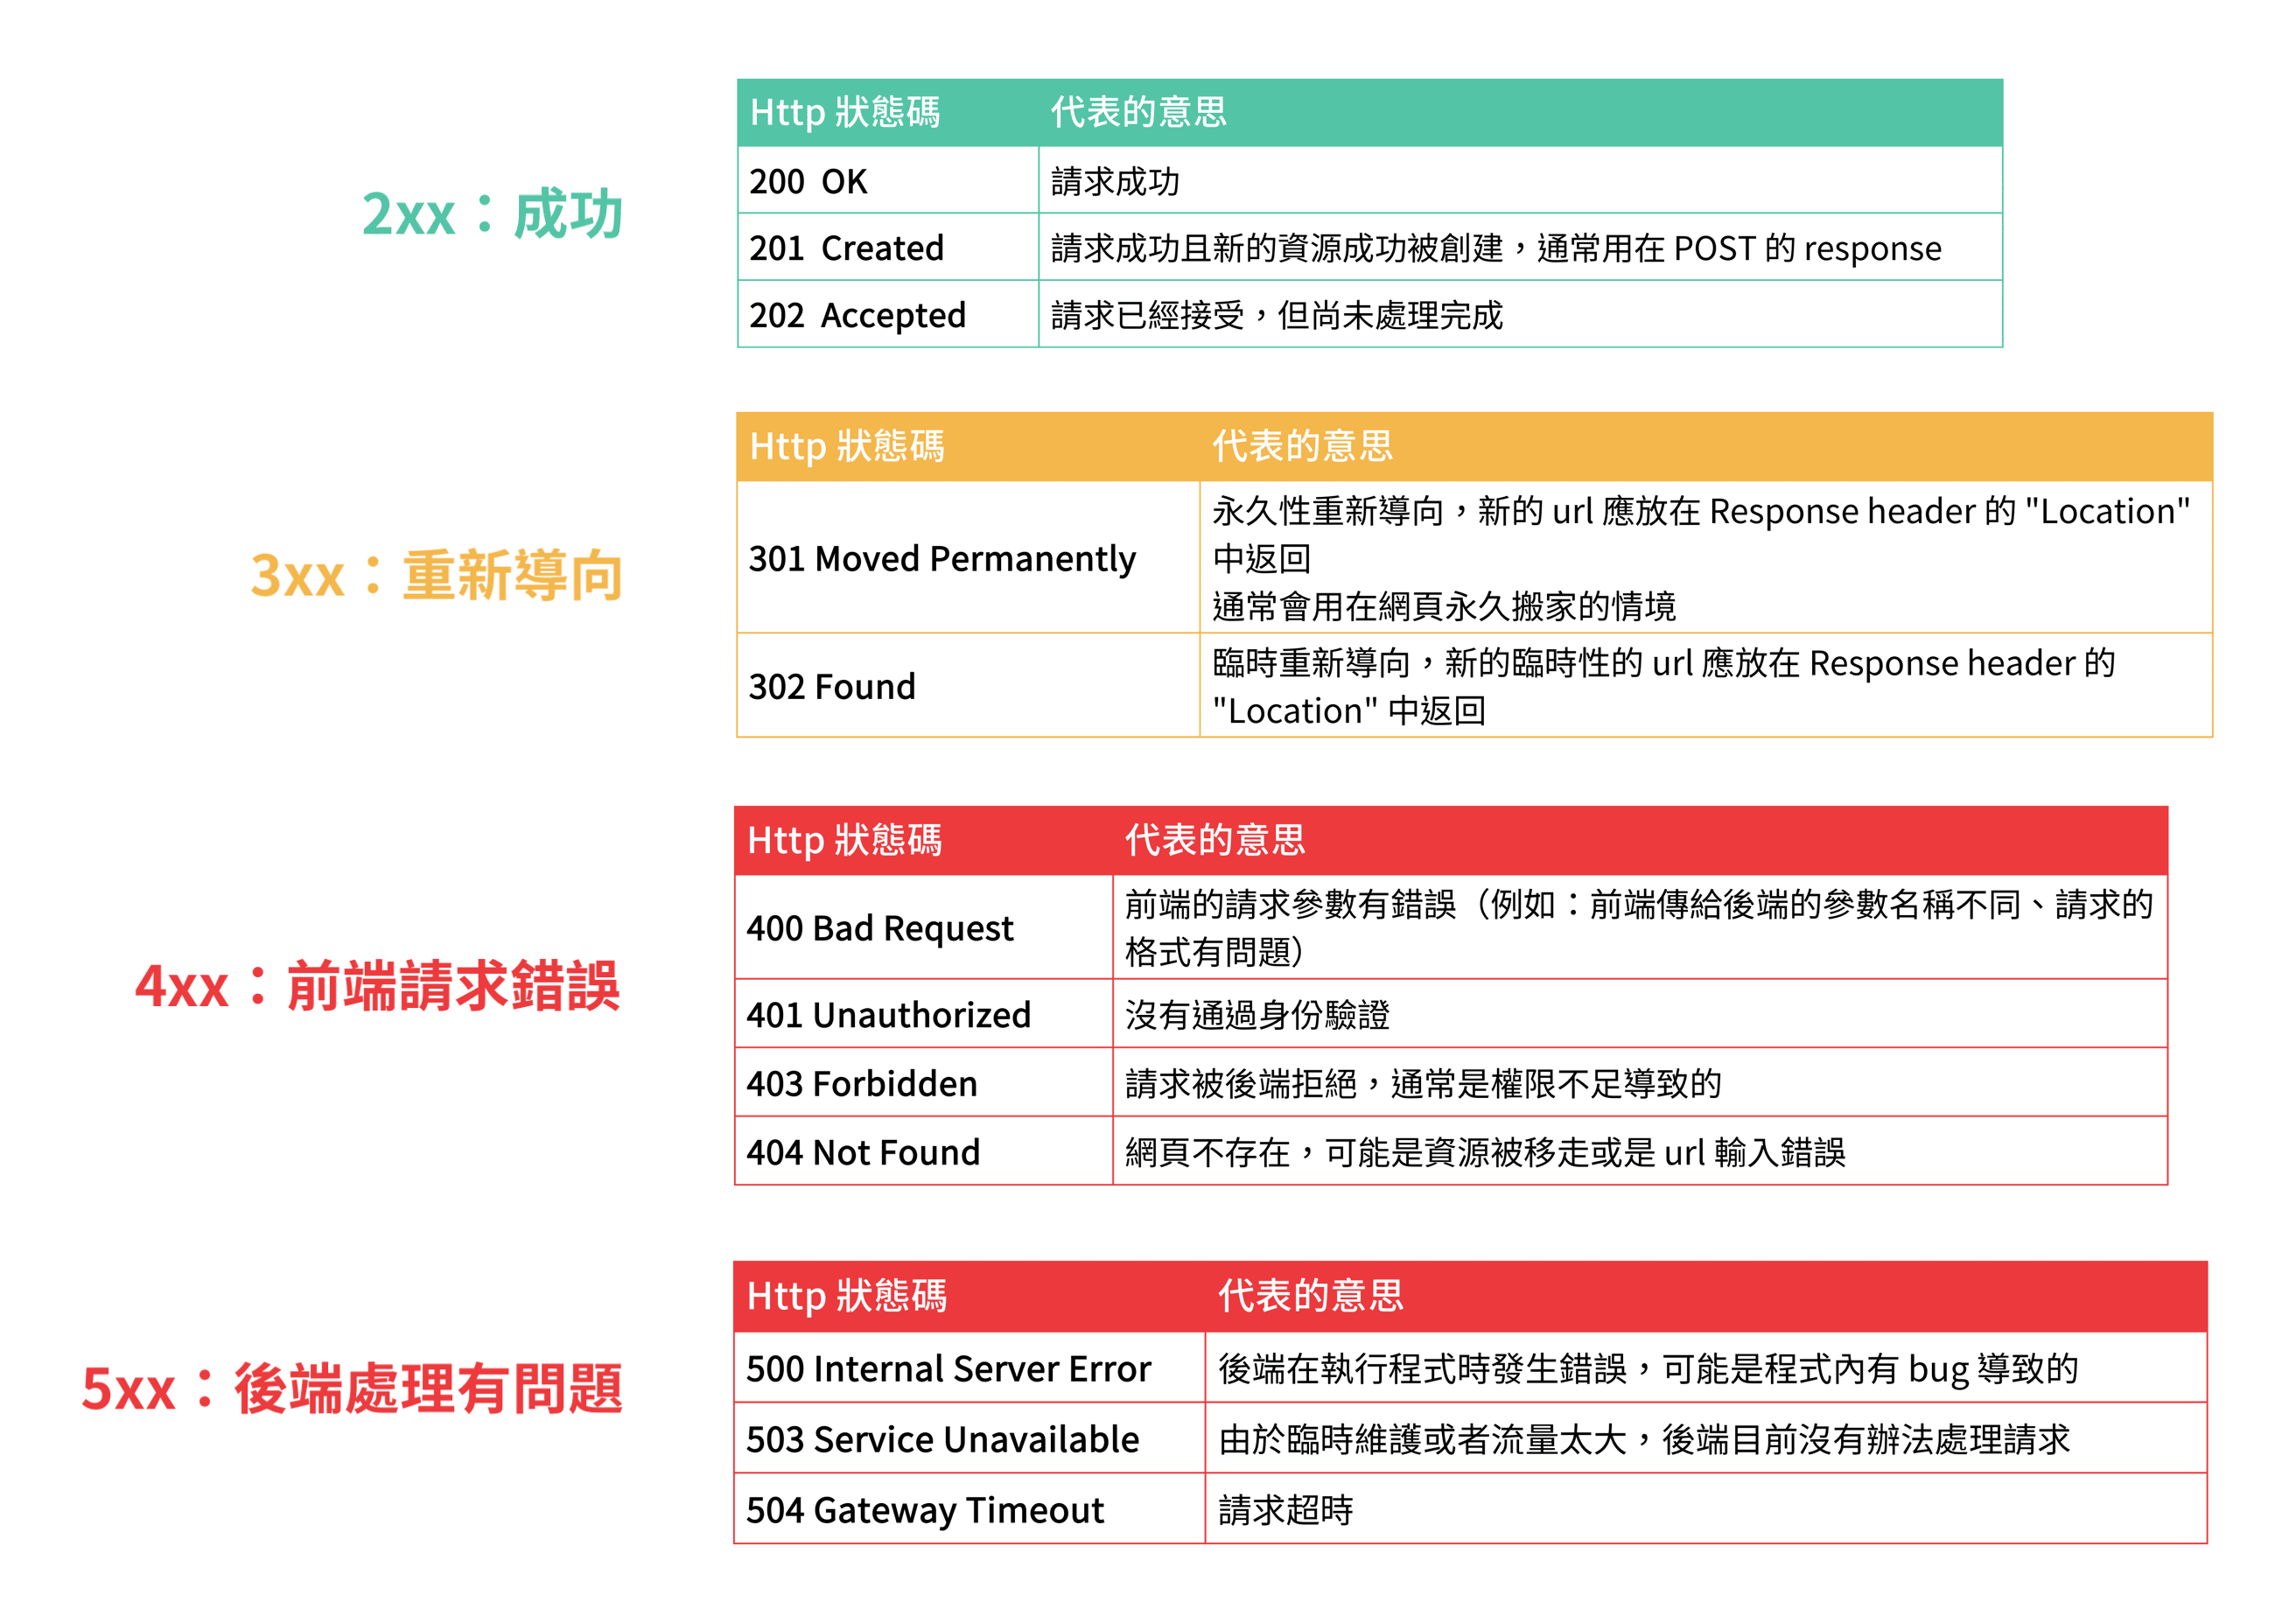 2xx：成功
Http 狀態碼 代表的意思
200 OK 請求成功
201 Created 請求成功且新的資源成功被創建，通常用在 POST 的 response
202 Accepted 請求已經接受，但尚未處理完成
3xx：重新導向
Http 狀態碼 代表的意思
301 Moved Permanently 永久性重新導向，新的 url 應放在 Response header 的 "Location"
中返回
通常會用在網頁永久搬家的情境
302 Found 臨時重新導向，新的臨時性的 url 應放在 Response header 的
"Location" 中返回
4xx：前端請求錯誤
Http 狀態碼 代表的意思
400 Bad Request 前端的請求參數有錯誤（例如：前端傳給後端的參數名稱不同、請求的
格式有問題）
401 Unauthorized 沒有通過身份驗證
403 Forbidden 請求被後端拒絕，通常是權限不足導致的
404 Not Found 網頁不存在，可能是資源被移走或是 url 輸入錯誤
5xx：後端處理有問題
Http 狀態碼 代表的意思
500 Internal Server Error 後端在執行程式時發生錯誤，可能是程式內有 bug 導致的
503 Service Unavailable 由於臨時維護或者流量太大，後端目前沒有辦法處理請求
504 Gateway Timeout 請求超時